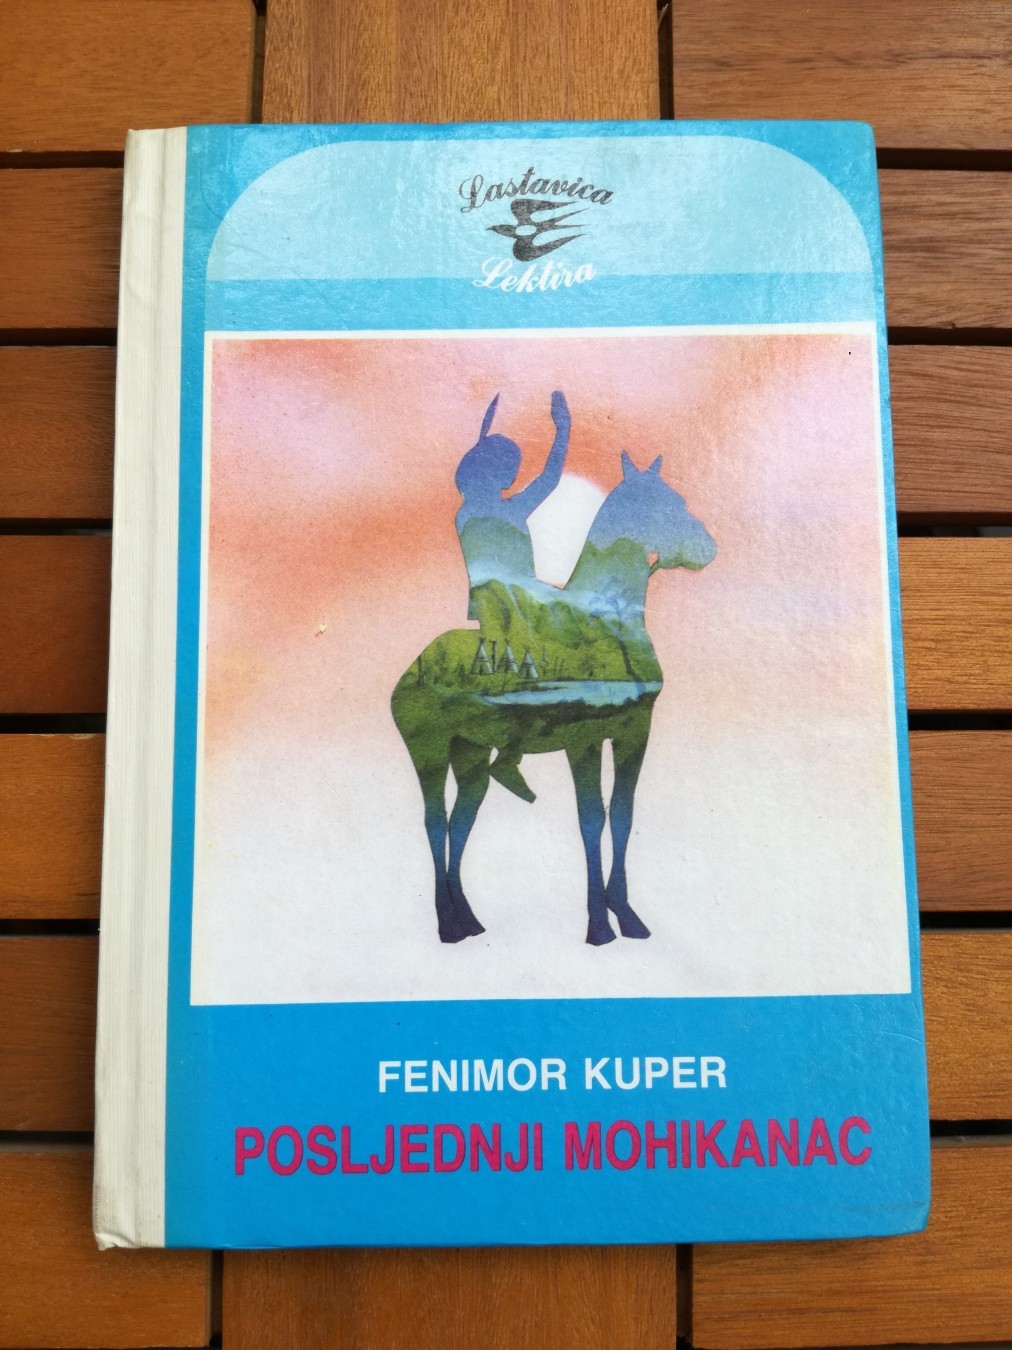 Lastavica
Lektira
FENIMOR KUPER
POSLJEDNJI MOHIKANAC